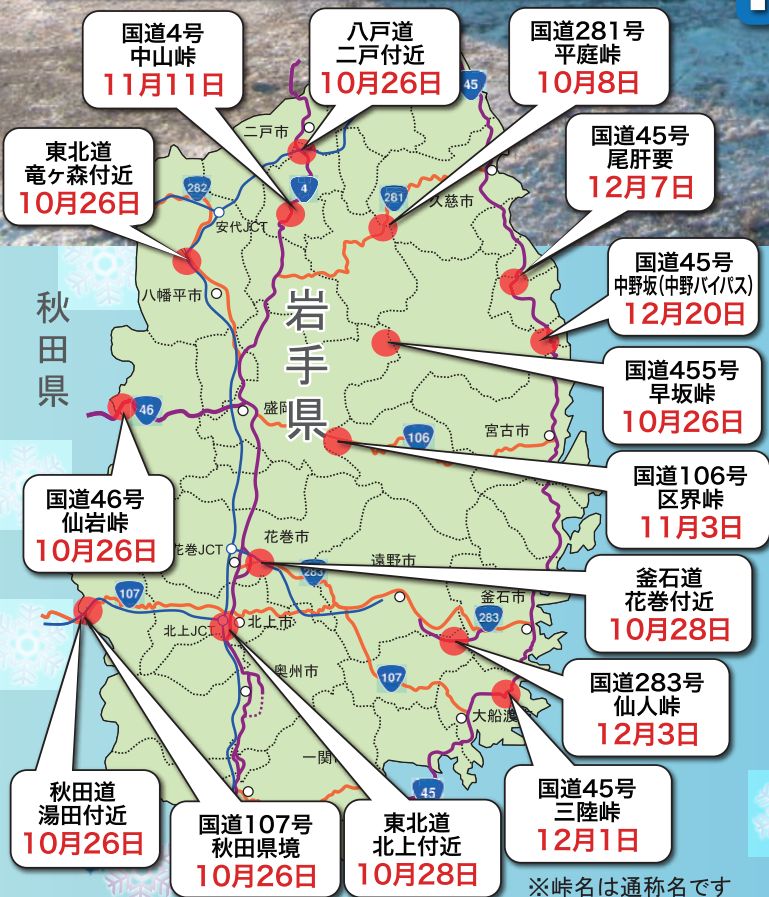 国道4号
中山峠
11月11日
八戸道
二戸付近
10月26日
国道281号
平庭峠
10月8日
45
二戸市
国道45号
尾肝要
12月7日
東北道
竜ヶ森付近
10月26日
282
4
281
久慈市
安代JCT
国道45号
中野坂(中野バイパス)
12月20日
八幡平市
秋田県
岩手県
国道455号
早坂峠
10月26日
46
盛岡
106
宮古市
国道106号
区界峠
11月3日
国道46号
仙岩峠
10月26日
花巻JCT
花巻市
283
遠野市
釜石道
花巻付近
10月28日
107
釜石市
283
北上JCT
北上市
奥州市
107
国道283号
仙人峠
12月3日
大船渡
一関
45
秋田道
湯田付近
10月26日
国道107号
秋田県境
10月26日
東北道
北上付近
10月28日
国道45号
三陸峠
12月1日
※峠名は通称名です